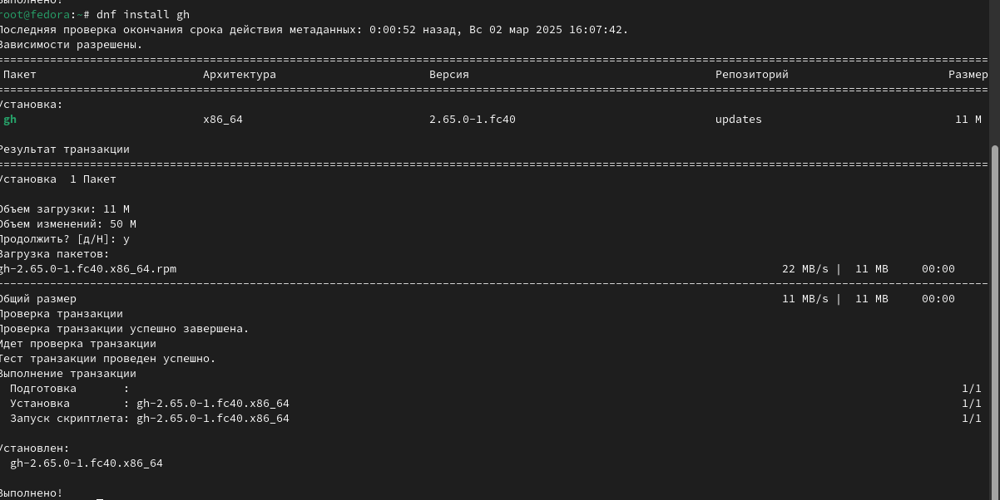 Выполнено!
root@fedora:~# dnf install gh
Последняя проверка окончания срока действия метаданных: 0:00:52 назад, Вс 02 мар 2025 16:07:42.
Зависимости разрешены.
================================================================================
Пакет Архитектура Версия Репозиторий Размер
================================================================================
Установка:
gh x86_64 2.65.0-1.fc40 updates 11 M
Результат транзакции
================================================================================
Установка 1 Пакет
Объем загрузки: 11 M
Объем изменений: 50 M
Продолжить? [д/Н]: y
Загрузка пакетов:
gh-2.65.0-1.fc40.x86_64.rpm 22 MB/s | 11 MB 00:00
--------------------------------------------------------------------------------
Общий размер 11 MB/s | 11 MB 00:00
Проверка транзакции
Проверка транзакции успешно завершена.
Идет проверка транзакции
Тест транзакции проведен успешно.
Выполнение транзакции
Подготовка : 1/1
Установка : gh-2.65.0-1.fc40.x86_64 1/1
Запуск скриптлета: gh-2.65.0-1.fc40.x86_64 1/1
Установлен:
gh-2.65.0-1.fc40.x86_64
Выполнено!